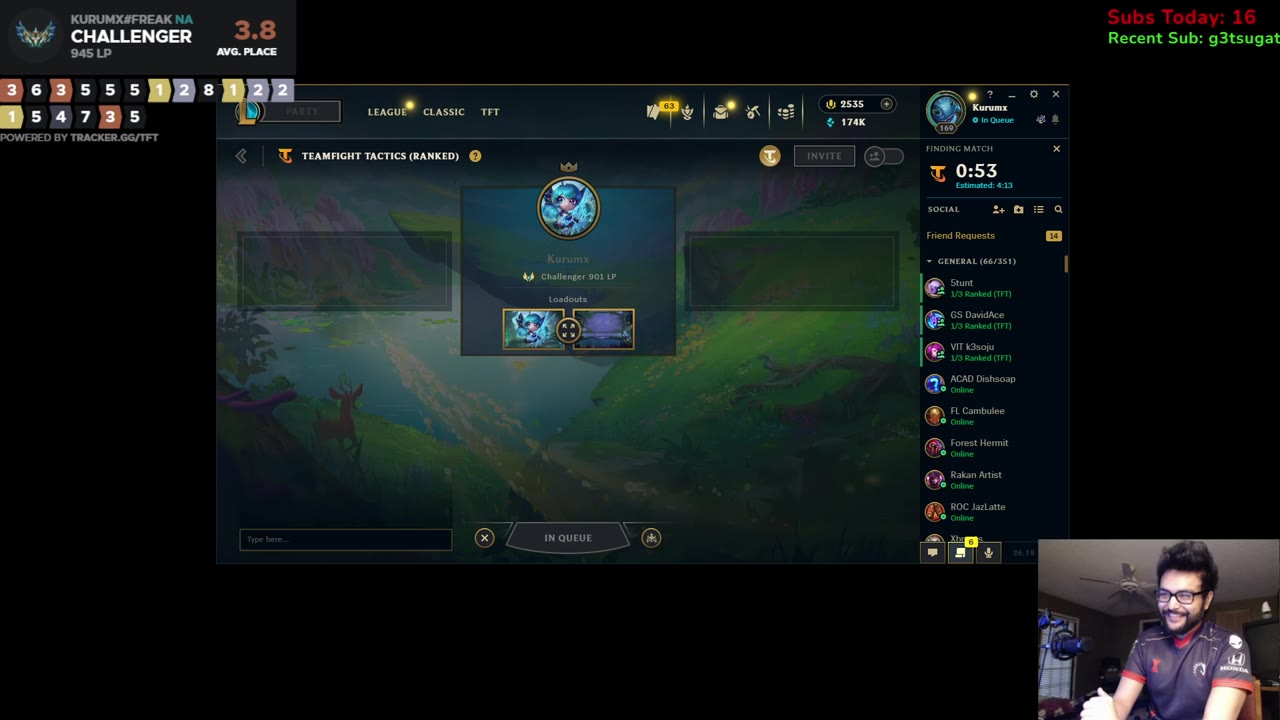 KURUMX#FREAK NA
CHALLENGER
945 LP
3.8
AVG. PLACE
3 6 3 5 5 5 1 2 8 1 2 2
1 5 4 7 3 5
POWERED BY TRACKER.GG/TFT
Subs Today: 16
Recent Sub: g3tsugat
PARTY
LEAGUE
CLASSIC
TFT
63
2535
174K
?
169
Kurumx
In Queue
TEAMFIGHT TACTICS (RANKED) ?
INVITE
Kurumx
Challenger 901 LP
Loadouts
Type here...
IN QUEUE
FINDING MATCH
0:53
Estimated: 4:13
SOCIAL
Friend Requests 14
GENERAL (66/351)
Stunt
1/3 Ranked (TFT)
GS DavidAce
1/3 Ranked (TFT)
VIT k3soju
1/3 Ranked (TFT)
ACAD Dishsoap
Online
FL Cambulee
Online
Forest Hermit
Online
Rakan Artist
Online
ROC JazLatte
Online
6
26.19
HONDA